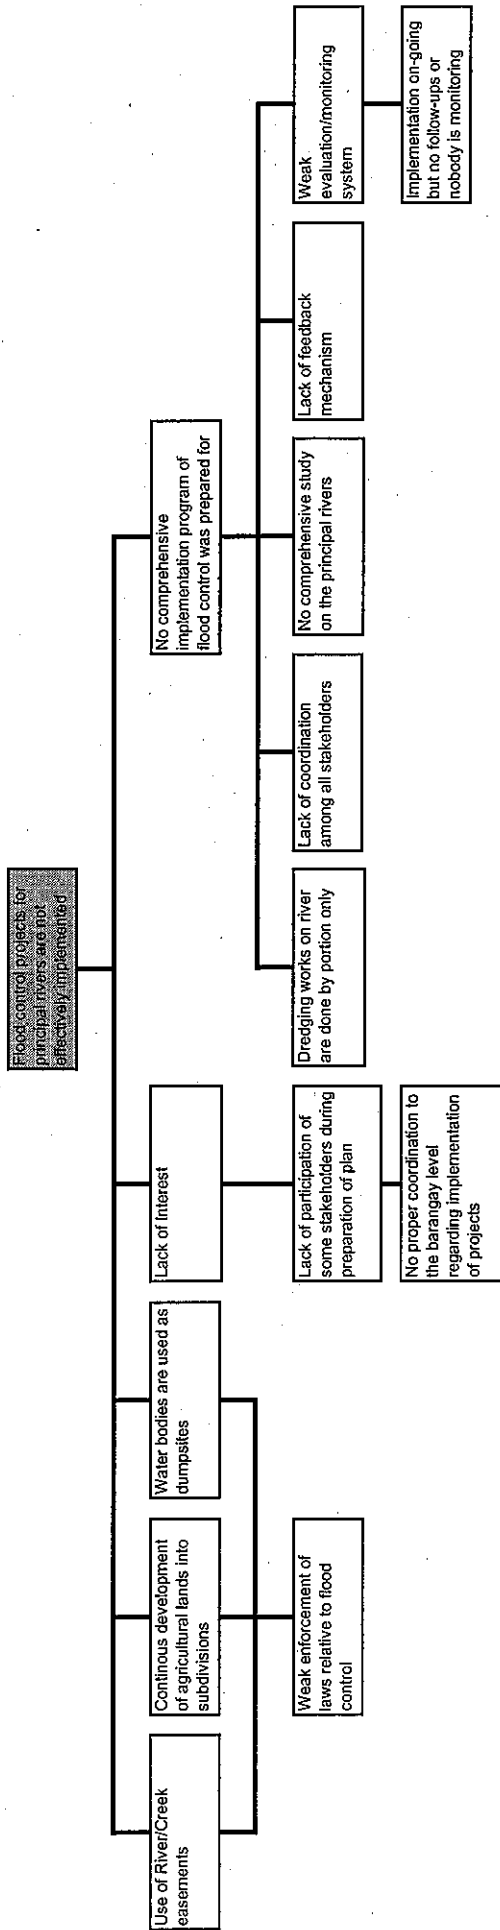 Flood control projects for
principal rivers are not
effectively implemented
Use of River/Creek
easements
Continous development
of agricultural lands into
subdivisions
Water bodies are used as
dumpsites
Lack of Interest
No comprehensive
implementation program of
flood control was prepared for
Weak enforcement of
laws relative to flood
control
Lack of participation of
some stakeholders during
preparation of plan
Dredging works on river
are done by portion only
Lack of coordination
among all stakeholders
No comprehensive study
on the principal rivers
Lack of feedback
mechanism
Weak
evaluation/monitoring
system
No proper coordination to
the barangay level
regarding implementation
of projects
Implementation on-going
but no follow-ups or
nobody is monitoring